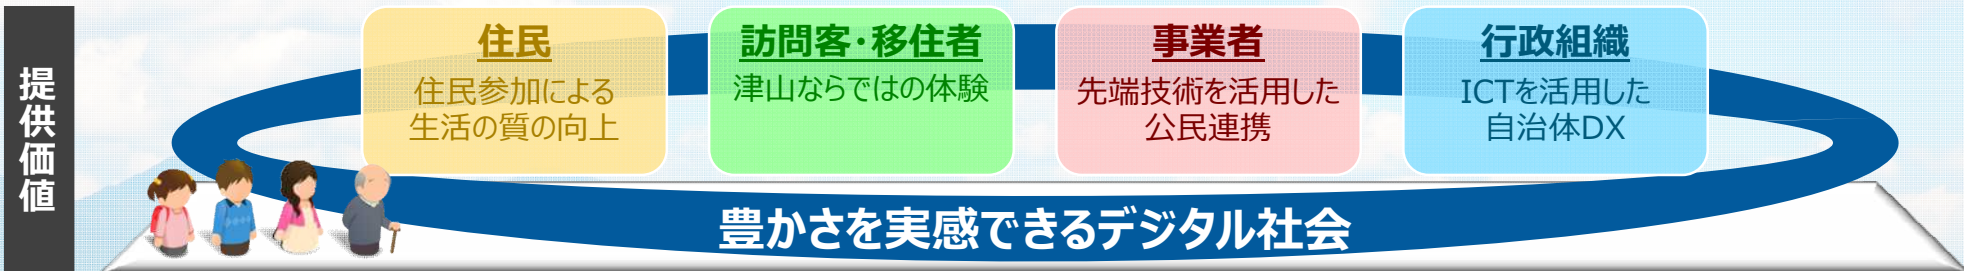 提供価値
住民
住民参加による
生活の質の向上
訪問客・移住者
津山ならではの体験
事業者
先端技術を活用した
公民連携
行政組織
ICTを活用した
自治体DX
豊かさを実感できるデジタル社会